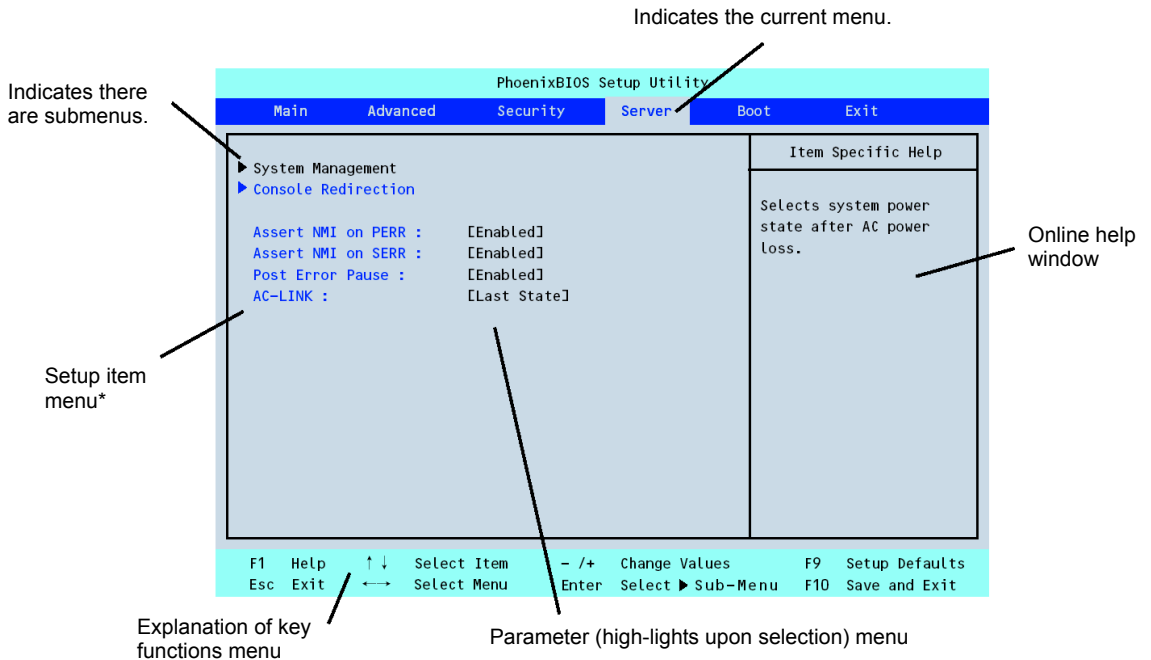 Indicates the current menu.
Indicates there
are submenus.
PhoenixBIOS Setup Utility
Main Advanced Security Server Boot Exit
System Management
Console Redirection
Assert NMI on PERR : [Enabled]
Assert NMI on SERR : [Enabled]
Post Error Pause : [Enabled]
AC-LINK : [Last State]
Item Specific Help
Selects system power
state after AC power
loss.
Online help
window
Setup item
menu*
F1 Help ↑↓ Select Item - /+ Change Values F9 Setup Defaults
Esc Exit ←→ Select Menu Enter Select ▶ Sub-Menu F10 Save and Exit
Explanation of key
functions menu
Parameter (high-lights upon selection) menu